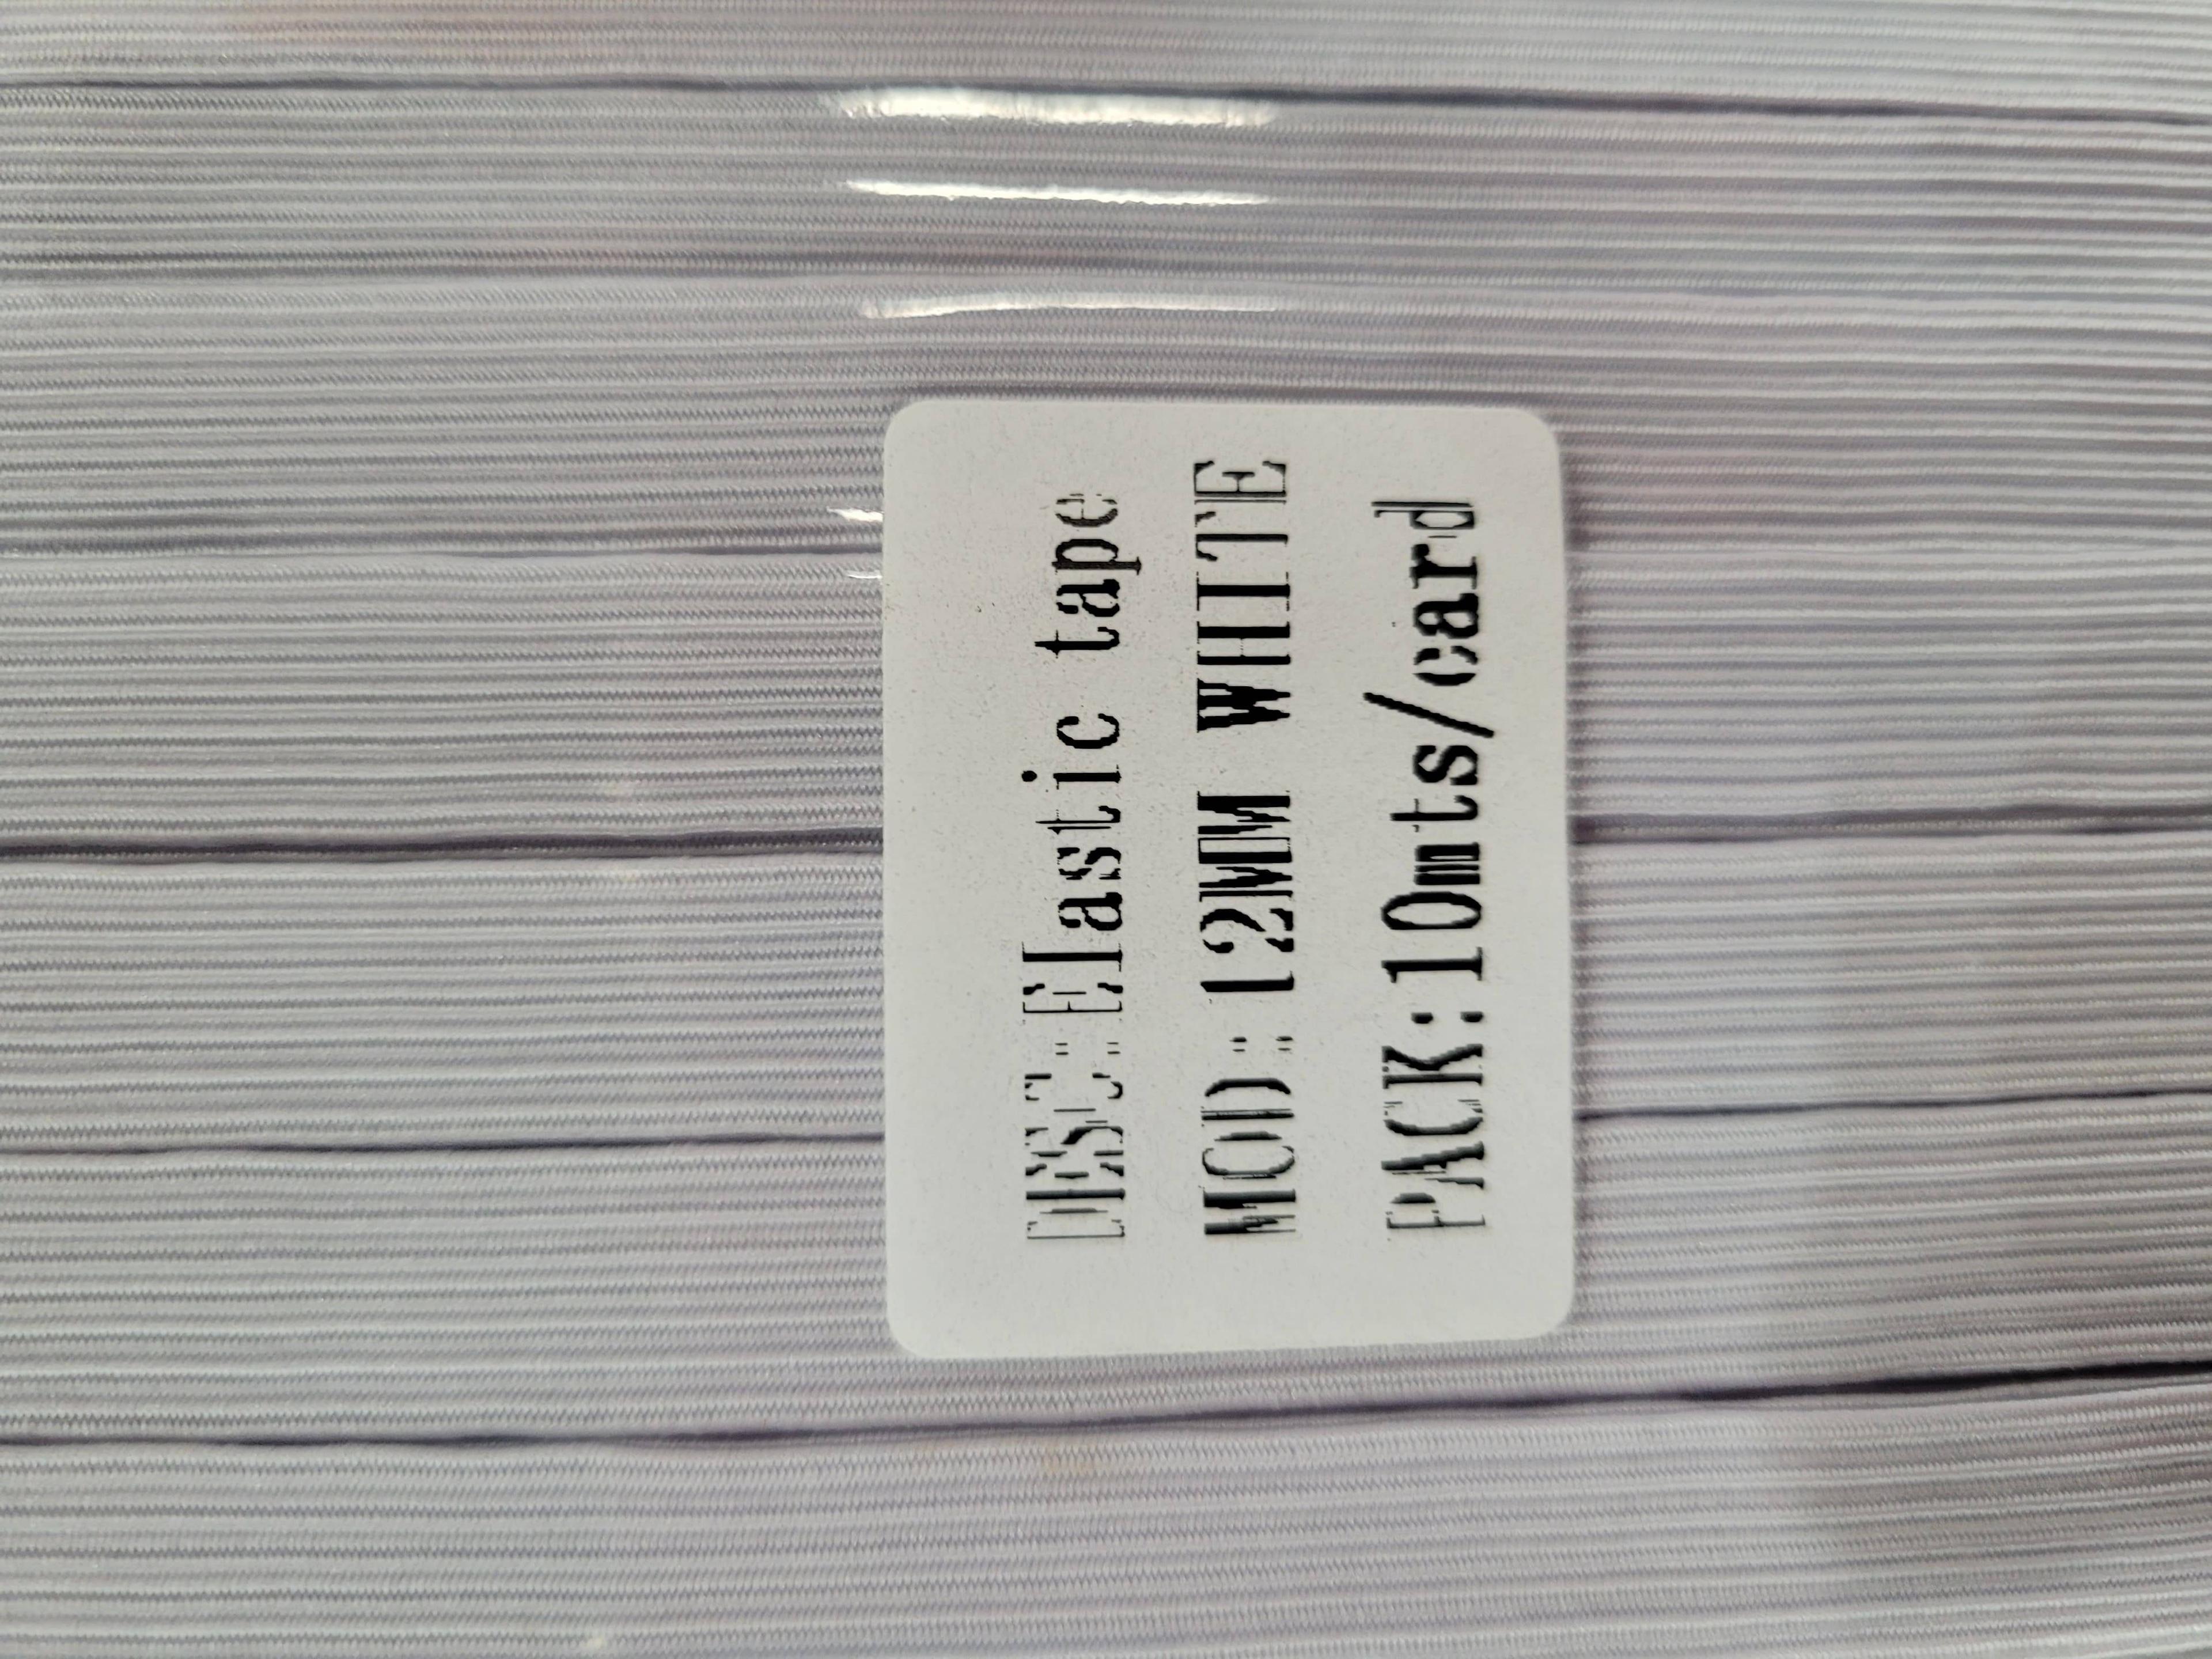 DESC:Elastic tape
MOD:12MM WHITE
PACK:10mts/card